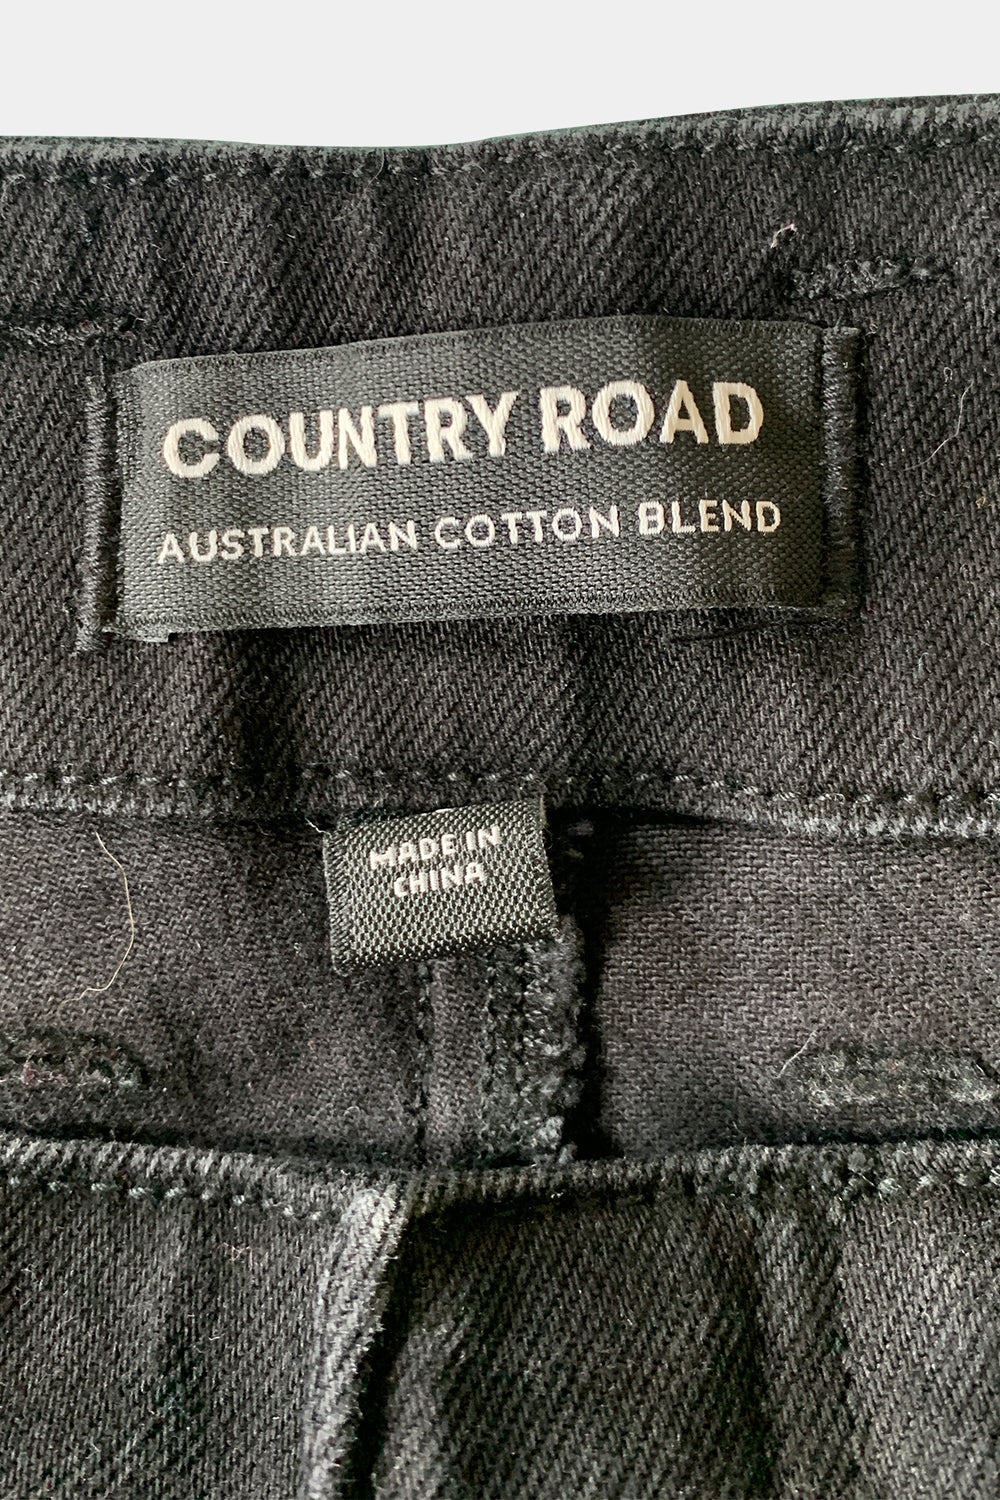 COUNTRY ROAD
AUSTRALIAN COTTON BLEND
MADE IN
CHINA